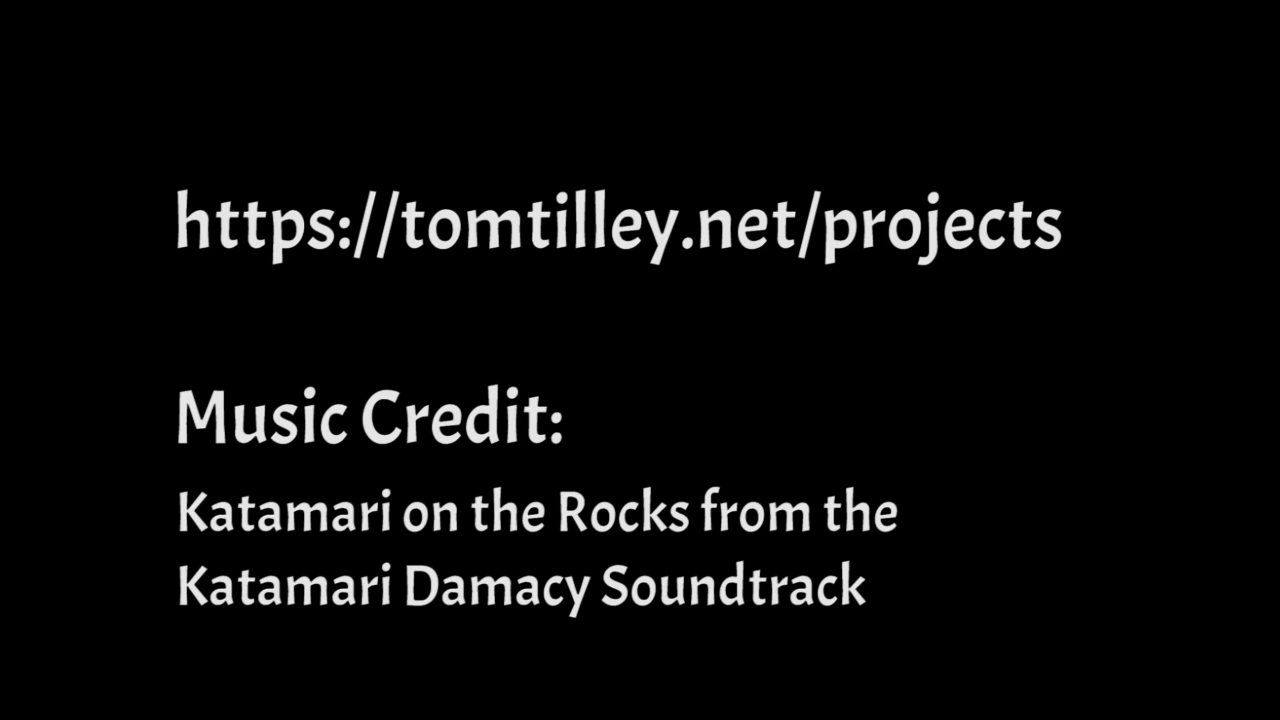 https://tomtilley.net/projects
Music Credit:
Katamari on the Rocks from the
Katamari Damacy Soundtrack